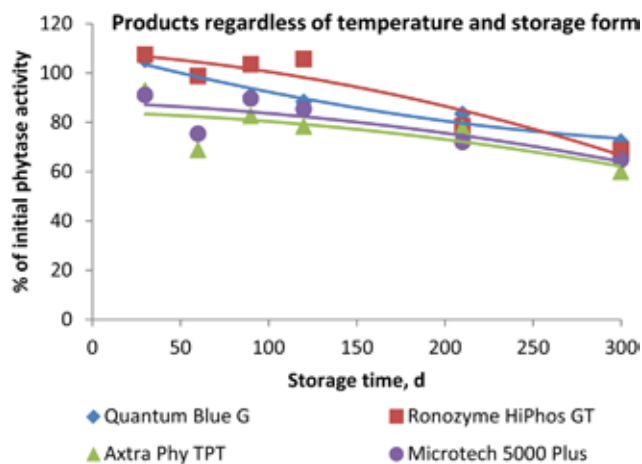 Products regardless of temperature and storage form
120
100
80
60
40
20
0
% of initial phytase activity
0 50 100 150 200 250 300
Storage time, d
Quantum Blue G Ronozyme HiPhos GT
Axtra Phy TPT Microtech 5000 Plus